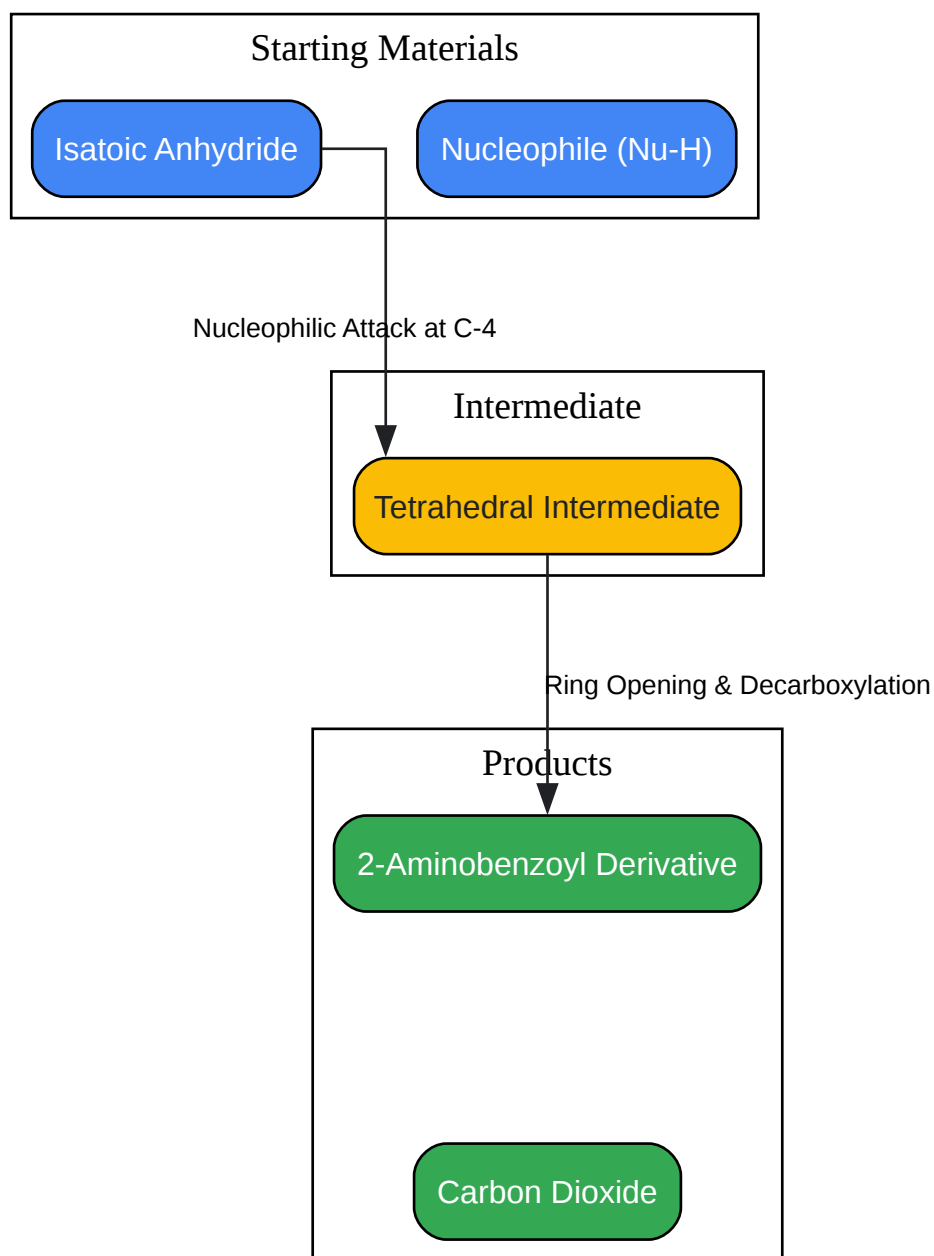 Starting Materials
Isatoic Anhydride
Nucleophile (Nu-H)
Nucleophilic Attack at C-4
Intermediate
Tetrahedral Intermediate
Ring Opening & Decarboxylation
Products
2-Aminobenzoyl Derivative
Carbon Dioxide